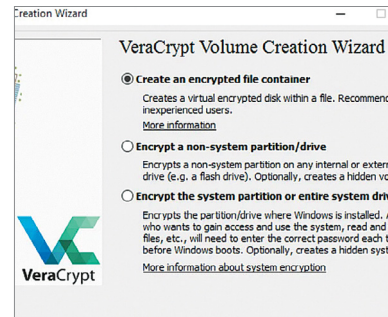 Creation Wizard
VeraCrypt Volume Creation Wizard
Create an encrypted file container
Creates a virtual encrypted disk within a file. Recommen
inexperienced users.
More information
Encrypt a non-system partition/drive
Encrypts a non-system partition on any internal or exter
drive (e.g. a flash drive). Optionally, creates a hidden vo
Encrypt the system partition or entire system driv
Encrypts the partition/drive where Windows is installed. A
who wants to gain access and use the system, read and
files, etc., will need to enter the correct password each t
before Windows boots. Optionally, creates a hidden syst
More information about system encryption
VeraCrypt